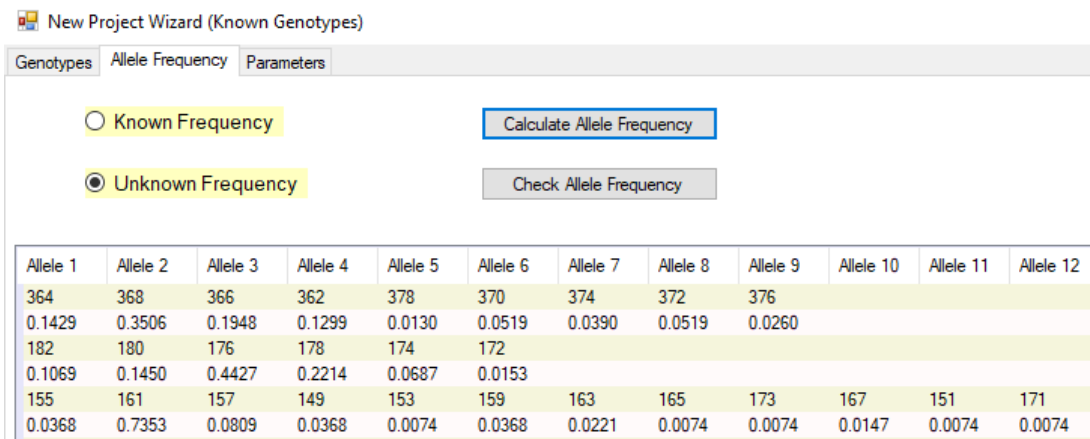 New Project Wizard (Known Genotypes)
Genotypes Allele Frequency Parameters
Known Frequency Calculate Allele Frequency
Unknown Frequency Check Allele Frequency
Allele 1 Allele 2 Allele 3 Allele 4 Allele 5 Allele 6 Allele 7 Allele 8 Allele 9 Allele 10 Allele 11 Allele 12
364 368 366 362 378 370 374 372 376
0.1429 0.3506 0.1948 0.1299 0.0130 0.0519 0.0390 0.0519 0.0260
182 180 176 178 174 172
0.1069 0.1450 0.4427 0.2214 0.0687 0.0153
155 161 157 149 153 159 163 165 173 167 151 171
0.0368 0.7353 0.0809 0.0368 0.0074 0.0368 0.0221 0.0074 0.0074 0.0147 0.0074 0.0074